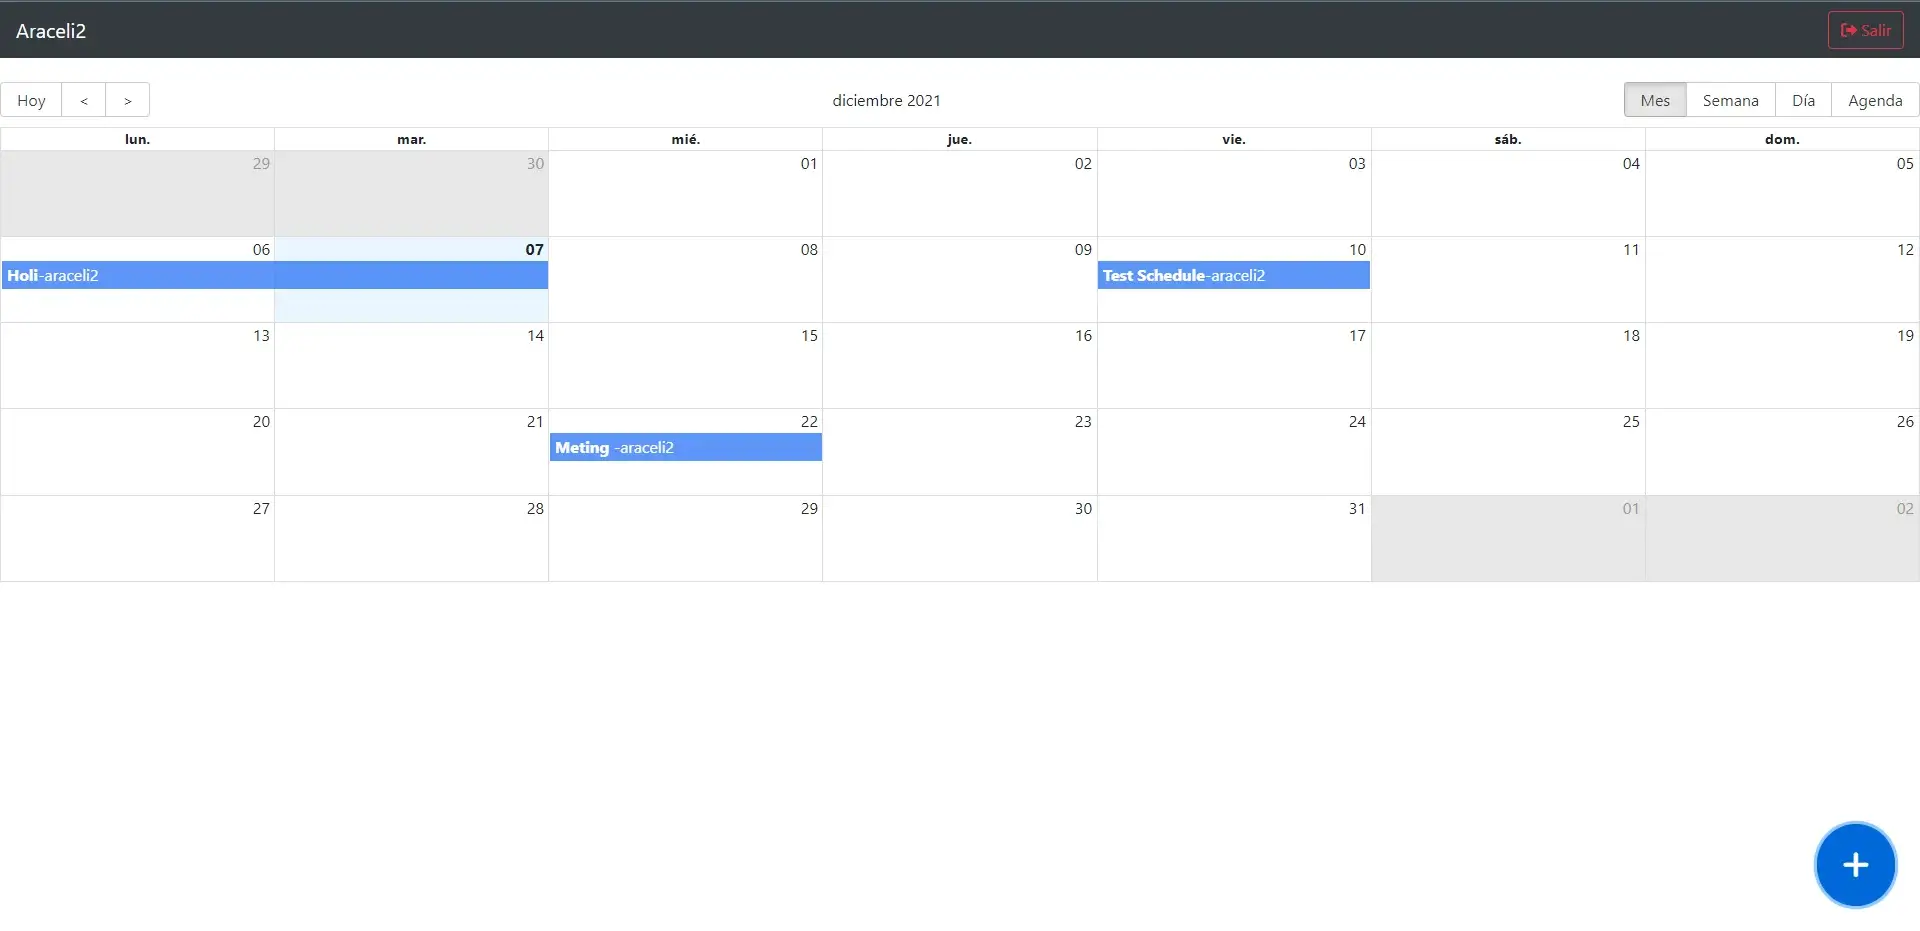 Araceli2 Salir
Hoy < > diciembre 2021 Mes Semana Día Agenda
lun. mar. mié. jue. vie. sáb. dom.
29 30 01 02 03 04 05
06 07 08 09 10 11 12
Holi-araceli2 Test Schedule-araceli2
13 14 15 16 17 18 19
20 21 22 23 24 25 26
Meting -araceli2
27 28 29 30 31 01 02
+